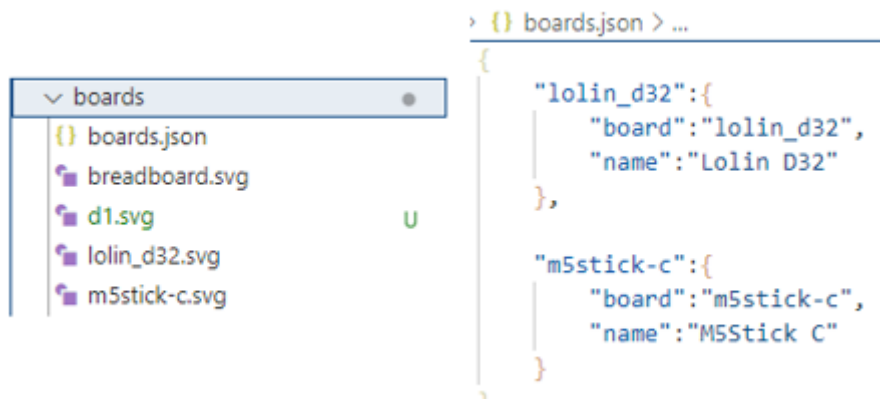 boards
{} boards.json
breadboard.svg
d1.svg U
lolin_d32.svg
m5stick-c.svg
> {} boards.json > ...
{
"lolin_d32":{
"board":"lolin_d32",
"name":"Lolin D32"
},
"m5stick-c":{
"board":"m5stick-c",
"name":"M5Stick C"
}
}